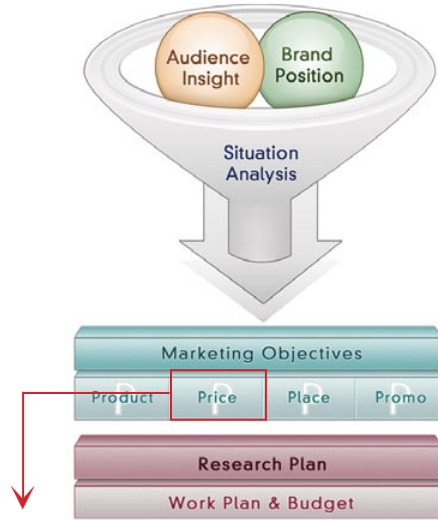 Audience
Insight
Brand
Position
Situation
Analysis
Marketing Objectives
Product Price Place Promo
Research Plan
Work Plan & Budget